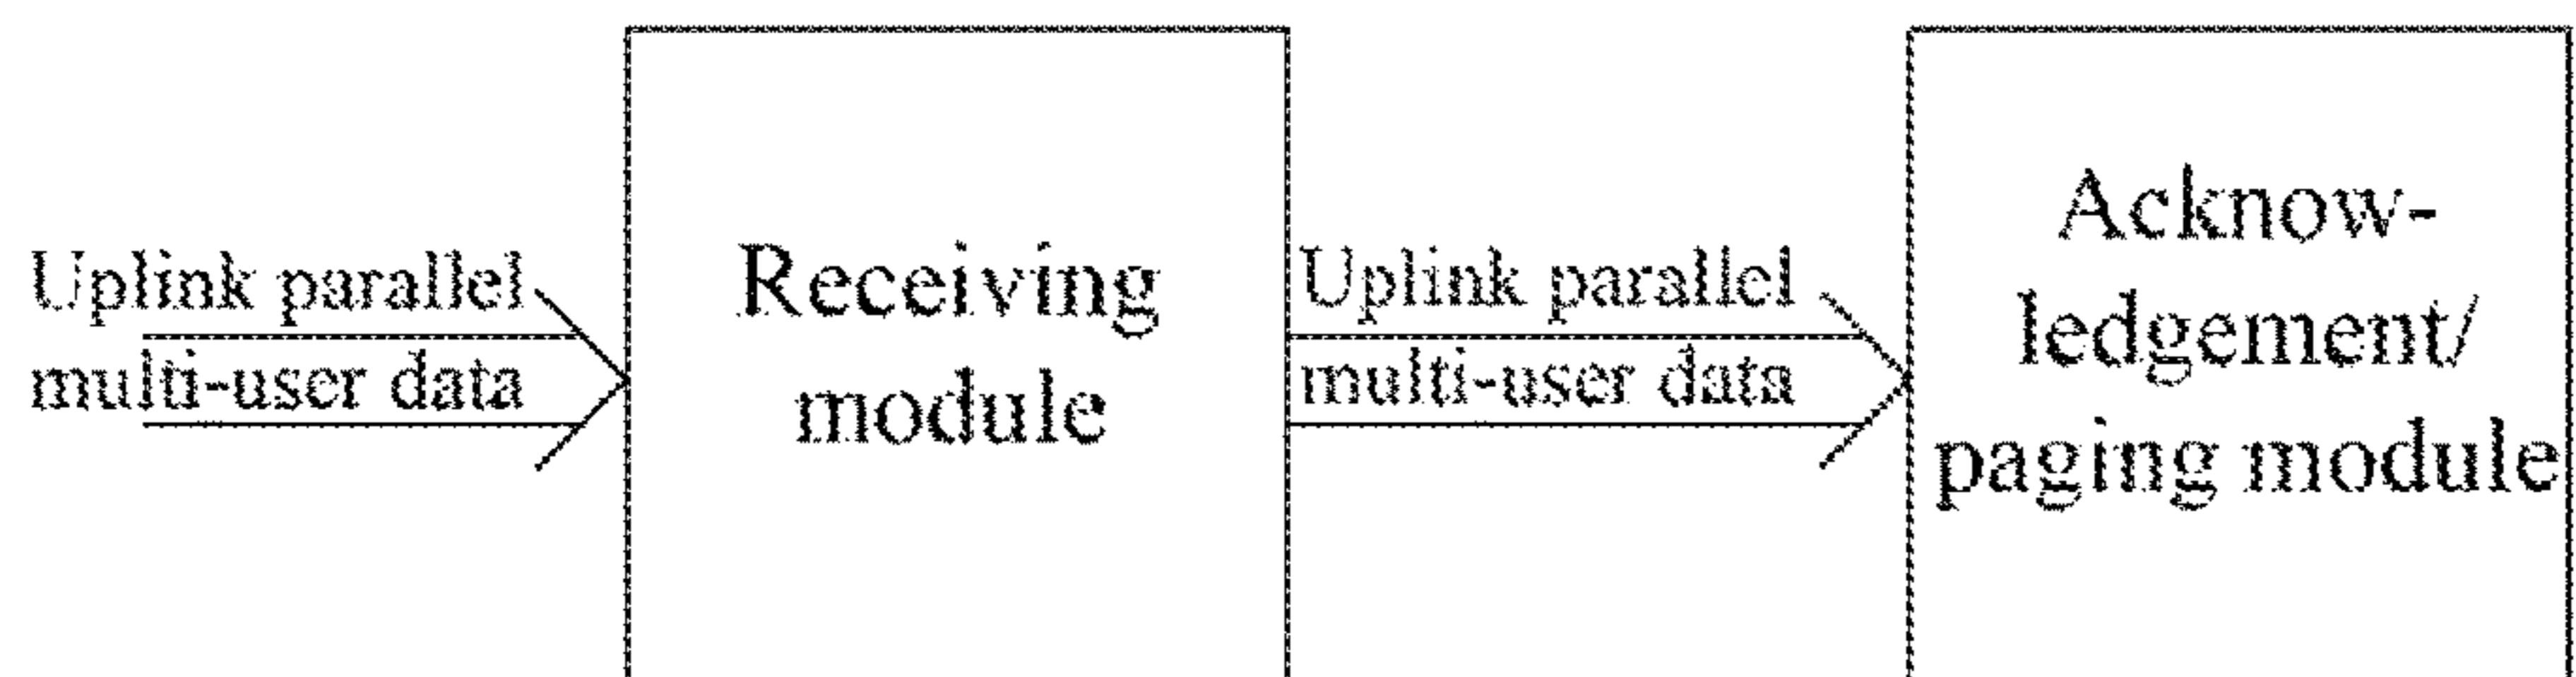 Uplink parallel
multi-user data
Receiving
module
Uplink parallel
multi-user data
Acknow-
ledgement/
paging module